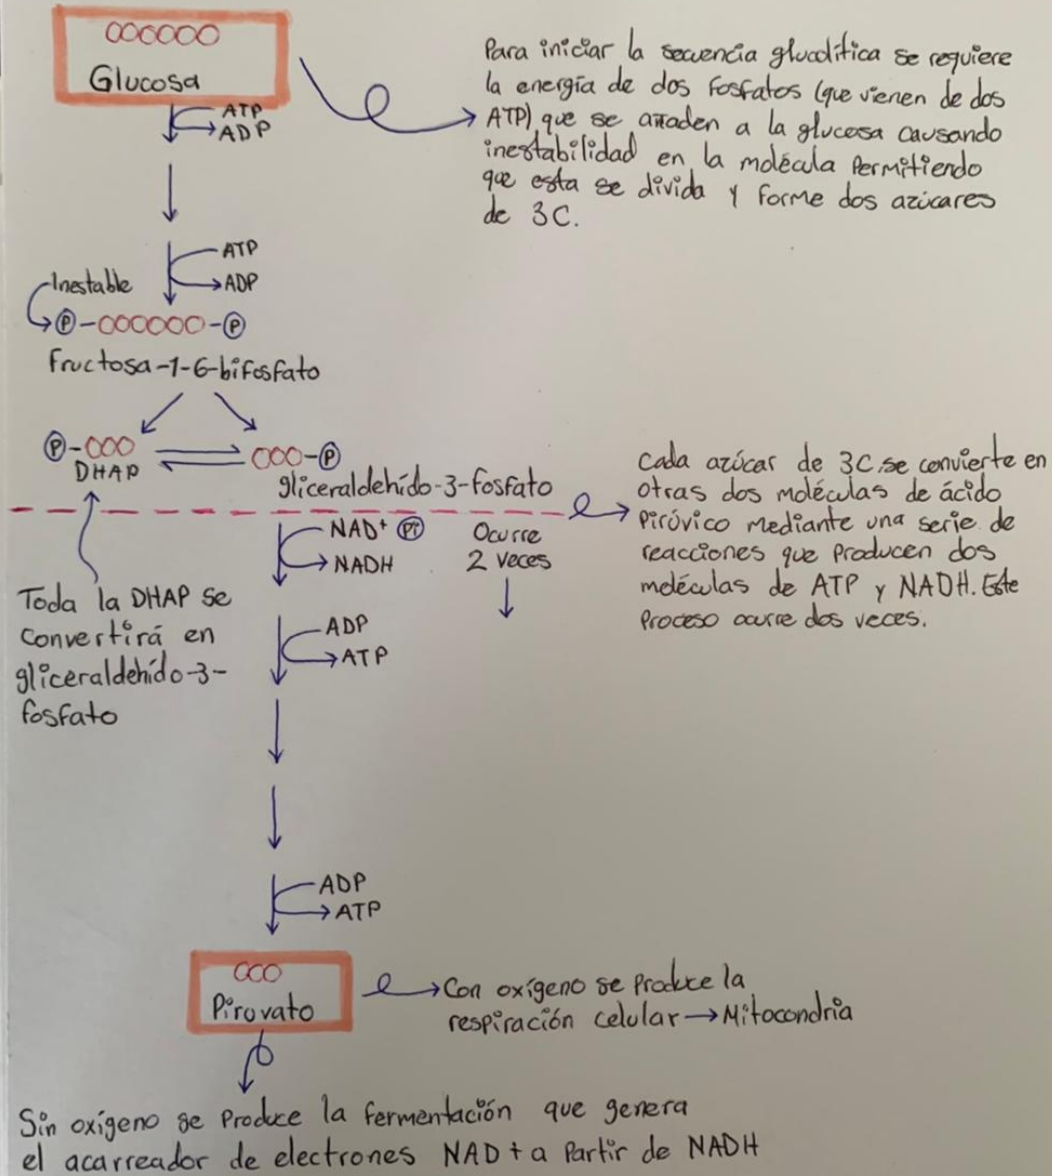 Glucosa
ATP
ADP
Para iniciar la secuencia glucolítica se requiere
la energía de dos fosfatos (que vienen de dos
ATP) que se añaden a la glucosa causando
inestabilidad en la molécula Permitiendo
que esta se divida y forme dos azúcares
de 3C.
ATP
ADP
Inestable
P
P
fructosa-1-6-bifosfato
P
DHAP
P
gliceraldehído-3-fosfato
Cada azúcar de 3C se convierte en
otras dos moléculas de ácido
Pirúvico mediante una serie de
reacciones que Producen dos
moléculas de ATP y NADH. Este
Proceso ocurre dos veces.
NAD+ Pi
NADH
Ocurre
2 veces
Toda la DHAP se
convertirá en
gliceraldehído-3-
fosfato
ADP
ATP
ADP
ATP
Pirovato
Con oxígeno se Produce la
respiración celular → Mitocondria
Sin oxígeno se Produce la fermentación que genera
el acarreador de electrones NAD+ a Partir de NADH